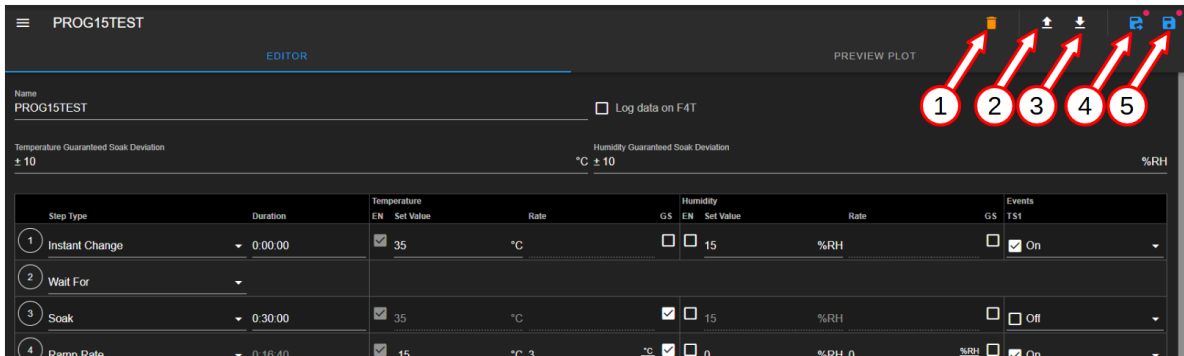 PROG15TEST
EDITOR
PREVIEW PLOT
1 2 3 4 5
Name
PROG15TEST
Log data on F4T
Temperature Guaranteed Soak Deviation
± 10 °C
Humidity Guaranteed Soak Deviation
± 10 %RH
Temperature Humidity Events
Step Type Duration EN Set Value Rate GS EN Set Value Rate GS TS1
1 Instant Change 0:00:00 35 °C 15 %RH On
2 Wait For
3 Soak 0:30:00 35 °C 15 %RH Off
4 Ramp Rate 0:16:40 15 °C 3 °C 0 %RH 0 %RH On